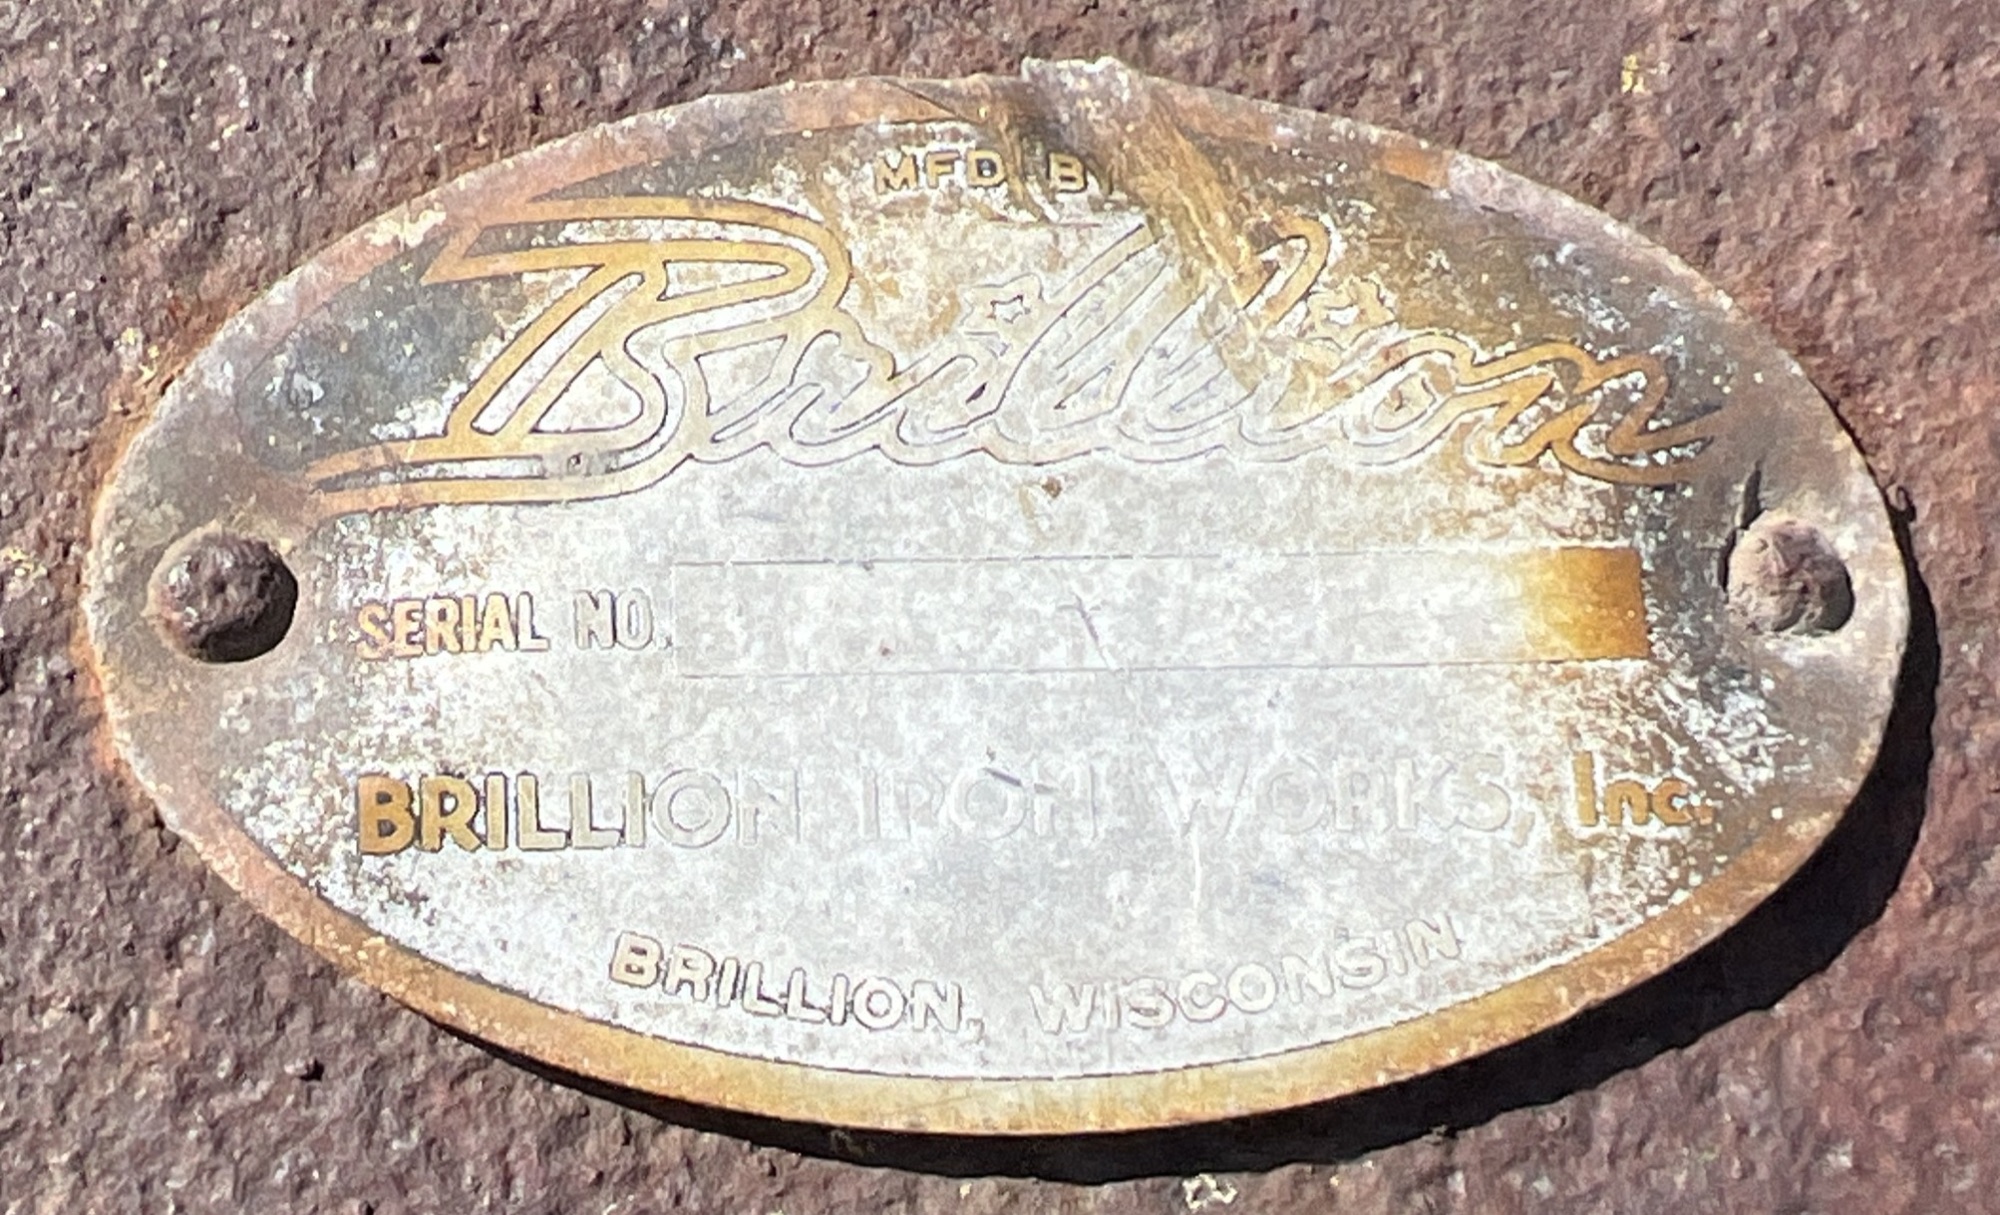 MFD BY
Brillion
SERIAL NO.
BRILLION IRON WORKS, Inc.
BRILLION, WISCONSIN